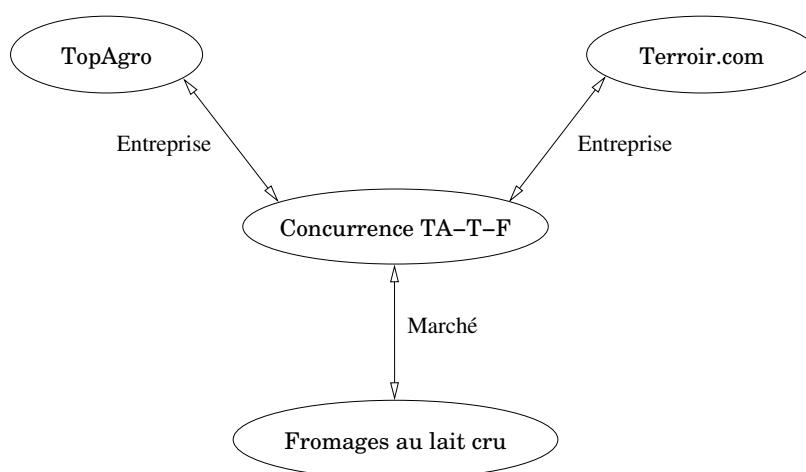 TopAgro
Terroir.com
Entreprise
Entreprise
Concurrence TA–T–F
Marché
Fromages au lait cru